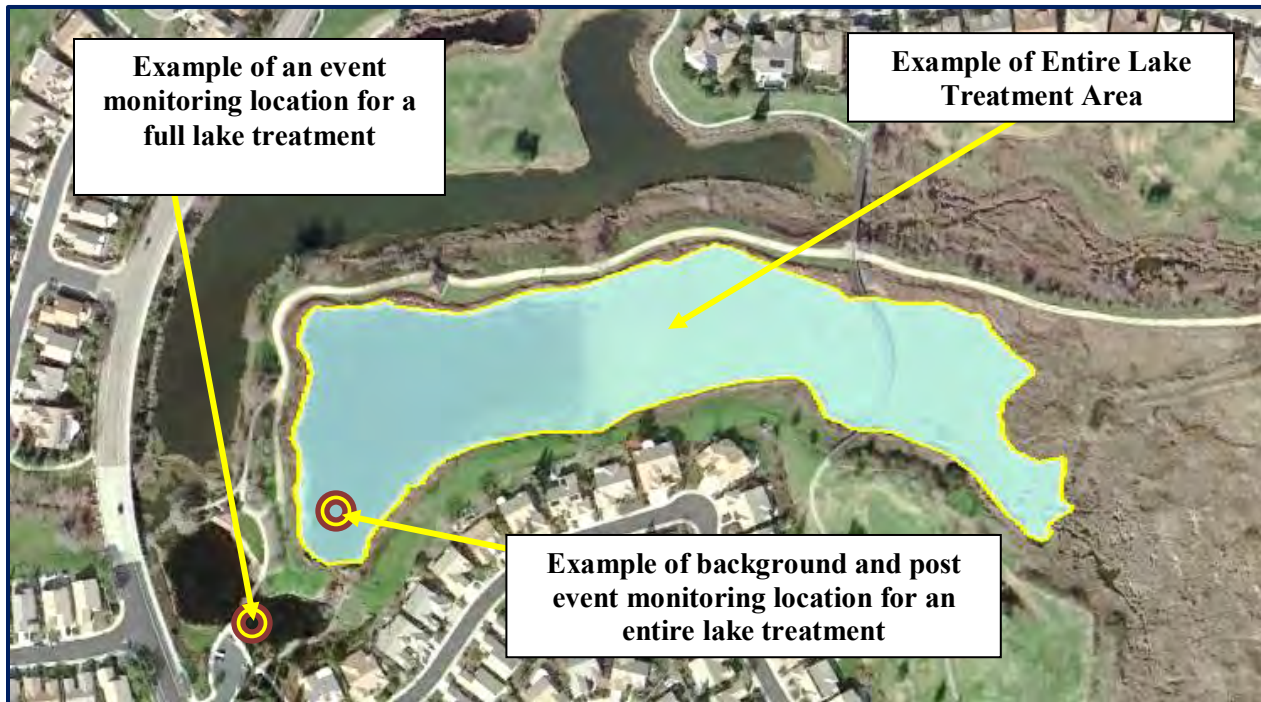 Example of an event
monitoring location for a
full lake treatment
Example of Entire Lake
Treatment Area
Example of background and post
event monitoring location for an
entire lake treatment